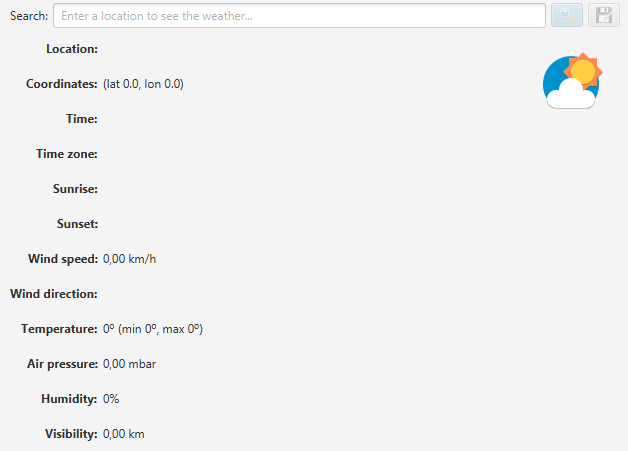 Search: Enter a location to see the weather...
Location:
Coordinates: (lat 0.0, lon 0.0)
Time:
Time zone:
Sunrise:
Sunset:
Wind speed: 0,00 km/h
Wind direction:
Temperature: 0º (min 0º, max 0º)
Air pressure: 0,00 mbar
Humidity: 0%
Visibility: 0,00 km